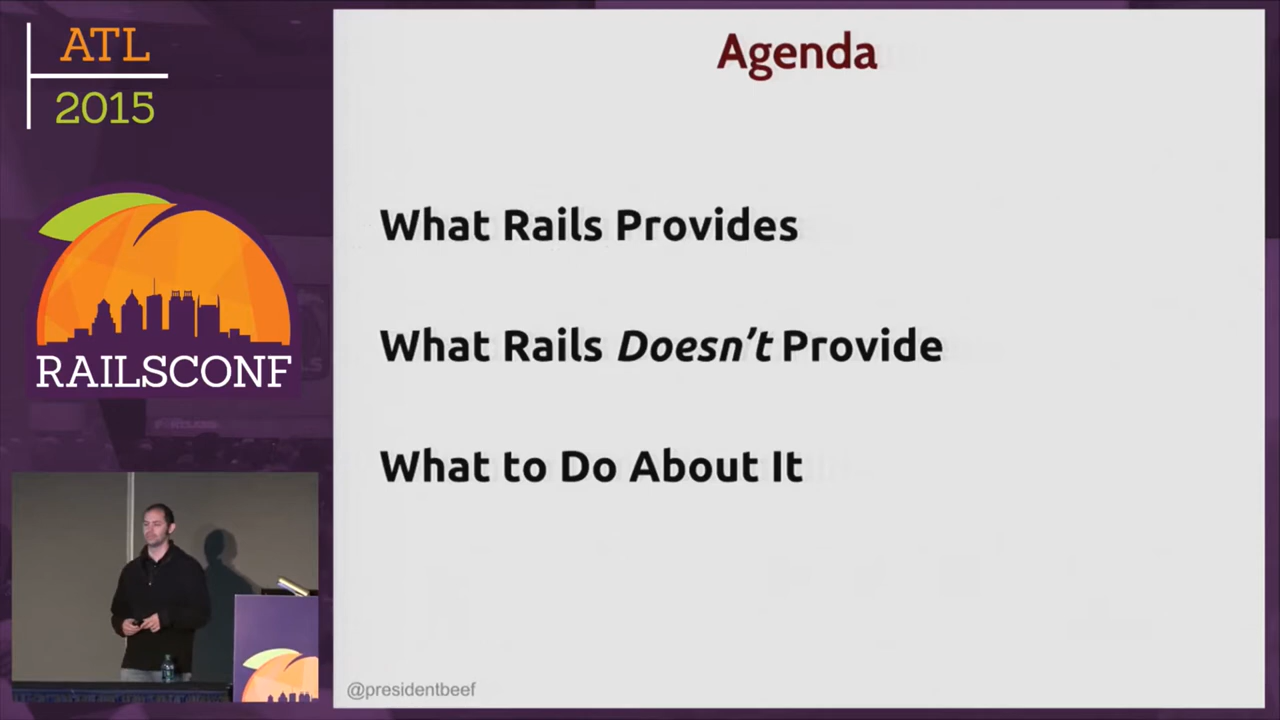 ATL
2015
RAILSCONF
Agenda
What Rails Provides
What Rails Doesn't Provide
What to Do About It
@presidentbeef